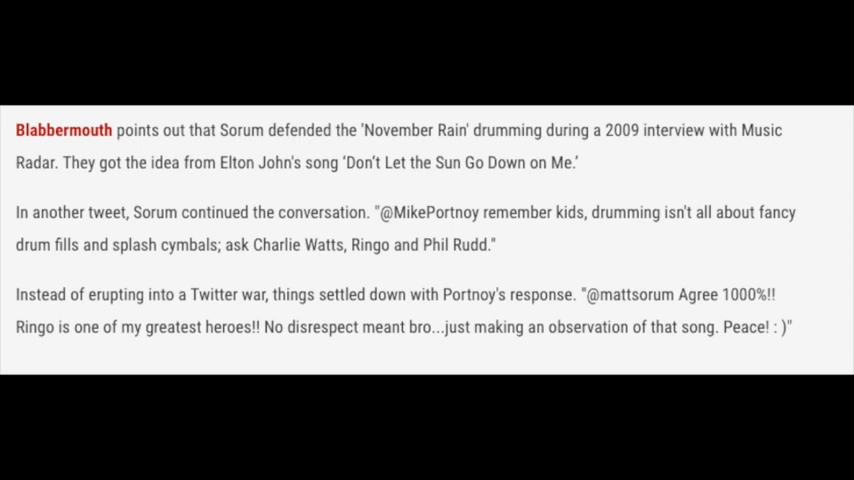 Blabbermouth points out that Sorum defended the 'November Rain' drumming during a 2009 interview with Music
Radar. They got the idea from Elton John's song ‘Don’t Let the Sun Go Down on Me.’
In another tweet, Sorum continued the conversation. "@MikePortnoy remember kids, drumming isn't all about fancy
drum fills and splash cymbals; ask Charlie Watts, Ringo and Phil Rudd."
Instead of erupting into a Twitter war, things settled down with Portnoy's response. "@mattsorum Agree 1000%!!
Ringo is one of my greatest heroes!! No disrespect meant bro...just making an observation of that song. Peace! : )"